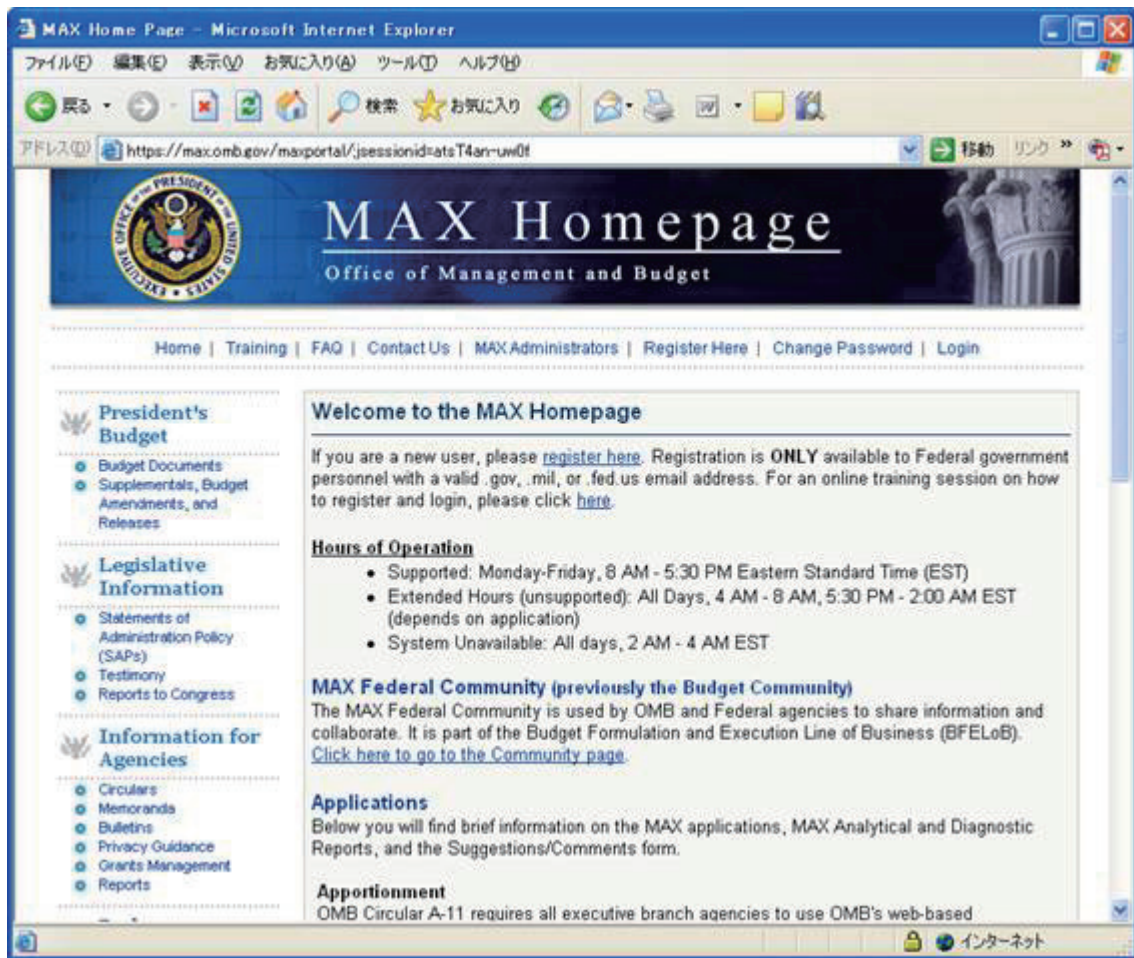 MAX Home Page - Microsoft Internet Explorer
ファイル(F) 編集(E) 表示(V) お気に入り(A) ツール(T) ヘルプ(H)
戻る 検索 お気に入り
アドレス(D) https://max.omb.gov/maxportal/;jsessionid=atsT4an-uw0f 移動 リンク »
EXECUTIVE OFFICE OF THE PRESIDENT OF THE UNITED STATES
MAX Homepage
Office of Management and Budget
Home | Training | FAQ | Contact Us | MAX Administrators | Register Here | Change Password | Login
President's
Budget
Budget Documents
Supplementals, Budget
Amendments, and
Releases
Legislative
Information
Statements of
Administration Policy
(SAPs)
Testimony
Reports to Congress
Information for
Agencies
Circulars
Memoranda
Bulletins
Privacy Guidance
Grants Management
Reports
Welcome to the MAX Homepage
If you are a new user, please register here. Registration is ONLY available to Federal government
personnel with a valid .gov, .mil, or .fed.us email address. For an online training session on how
to register and login, please click here.
Hours of Operation
• Supported: Monday-Friday, 8 AM - 5:30 PM Eastern Standard Time (EST)
• Extended Hours (unsupported): All Days, 4 AM - 8 AM, 5:30 PM - 2:00 AM EST
(depends on application)
• System Unavailable: All days, 2 AM - 4 AM EST
MAX Federal Community (previously the Budget Community)
The MAX Federal Community is used by OMB and Federal agencies to share information and
collaborate. It is part of the Budget Formulation and Execution Line of Business (BFELoB).
Click here to go to the Community page.
Applications
Below you will find brief information on the MAX applications, MAX Analytical and Diagnostic
Reports, and the Suggestions/Comments form.
Apportionment
OMB Circular A-11 requires all executive branch agencies to use OMB's web-based
インターネット